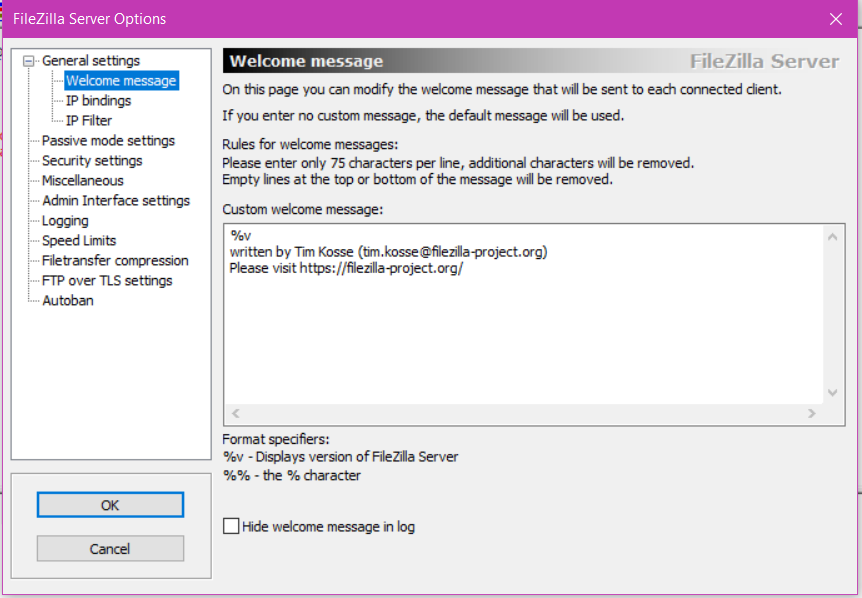 FileZilla Server Options
General settings
Welcome message
IP bindings
IP Filter
Passive mode settings
Security settings
Miscellaneous
Admin Interface settings
Logging
Speed Limits
Filetransfer compression
FTP over TLS settings
Autoban
OK
Cancel
Welcome message
FileZilla Server
On this page you can modify the welcome message that will be sent to each connected client.
If you enter no custom message, the default message will be used.
Rules for welcome messages:
Please enter only 75 characters per line, additional characters will be removed.
Empty lines at the top or bottom of the message will be removed.
Custom welcome message:
%v
written by Tim Kosse (tim.kosse@filezilla-project.org)
Please visit https://filezilla-project.org/
Format specifiers:
%v - Displays version of FileZilla Server
%% - the % character
Hide welcome message in log